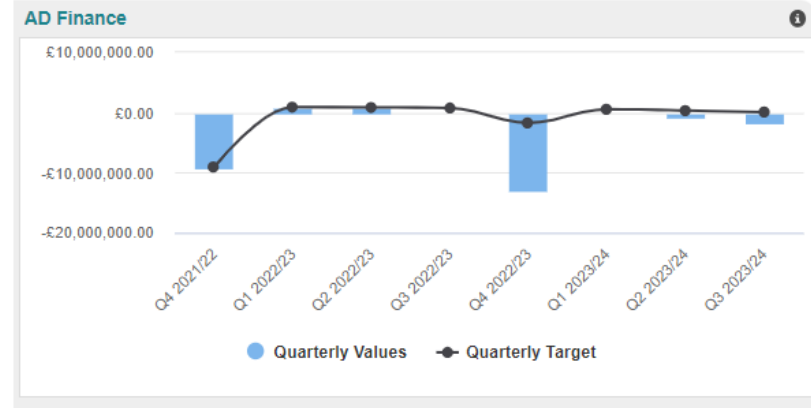 AD Finance
£10,000,000.00
£0.00
-£10,000,000.00
-£20,000,000.00
Q4 2021/22
Q1 2022/23
Q2 2022/23
Q3 2022/23
Q4 2022/23
Q1 2023/24
Q2 2023/24
Q3 2023/24
Quarterly Values
Quarterly Target